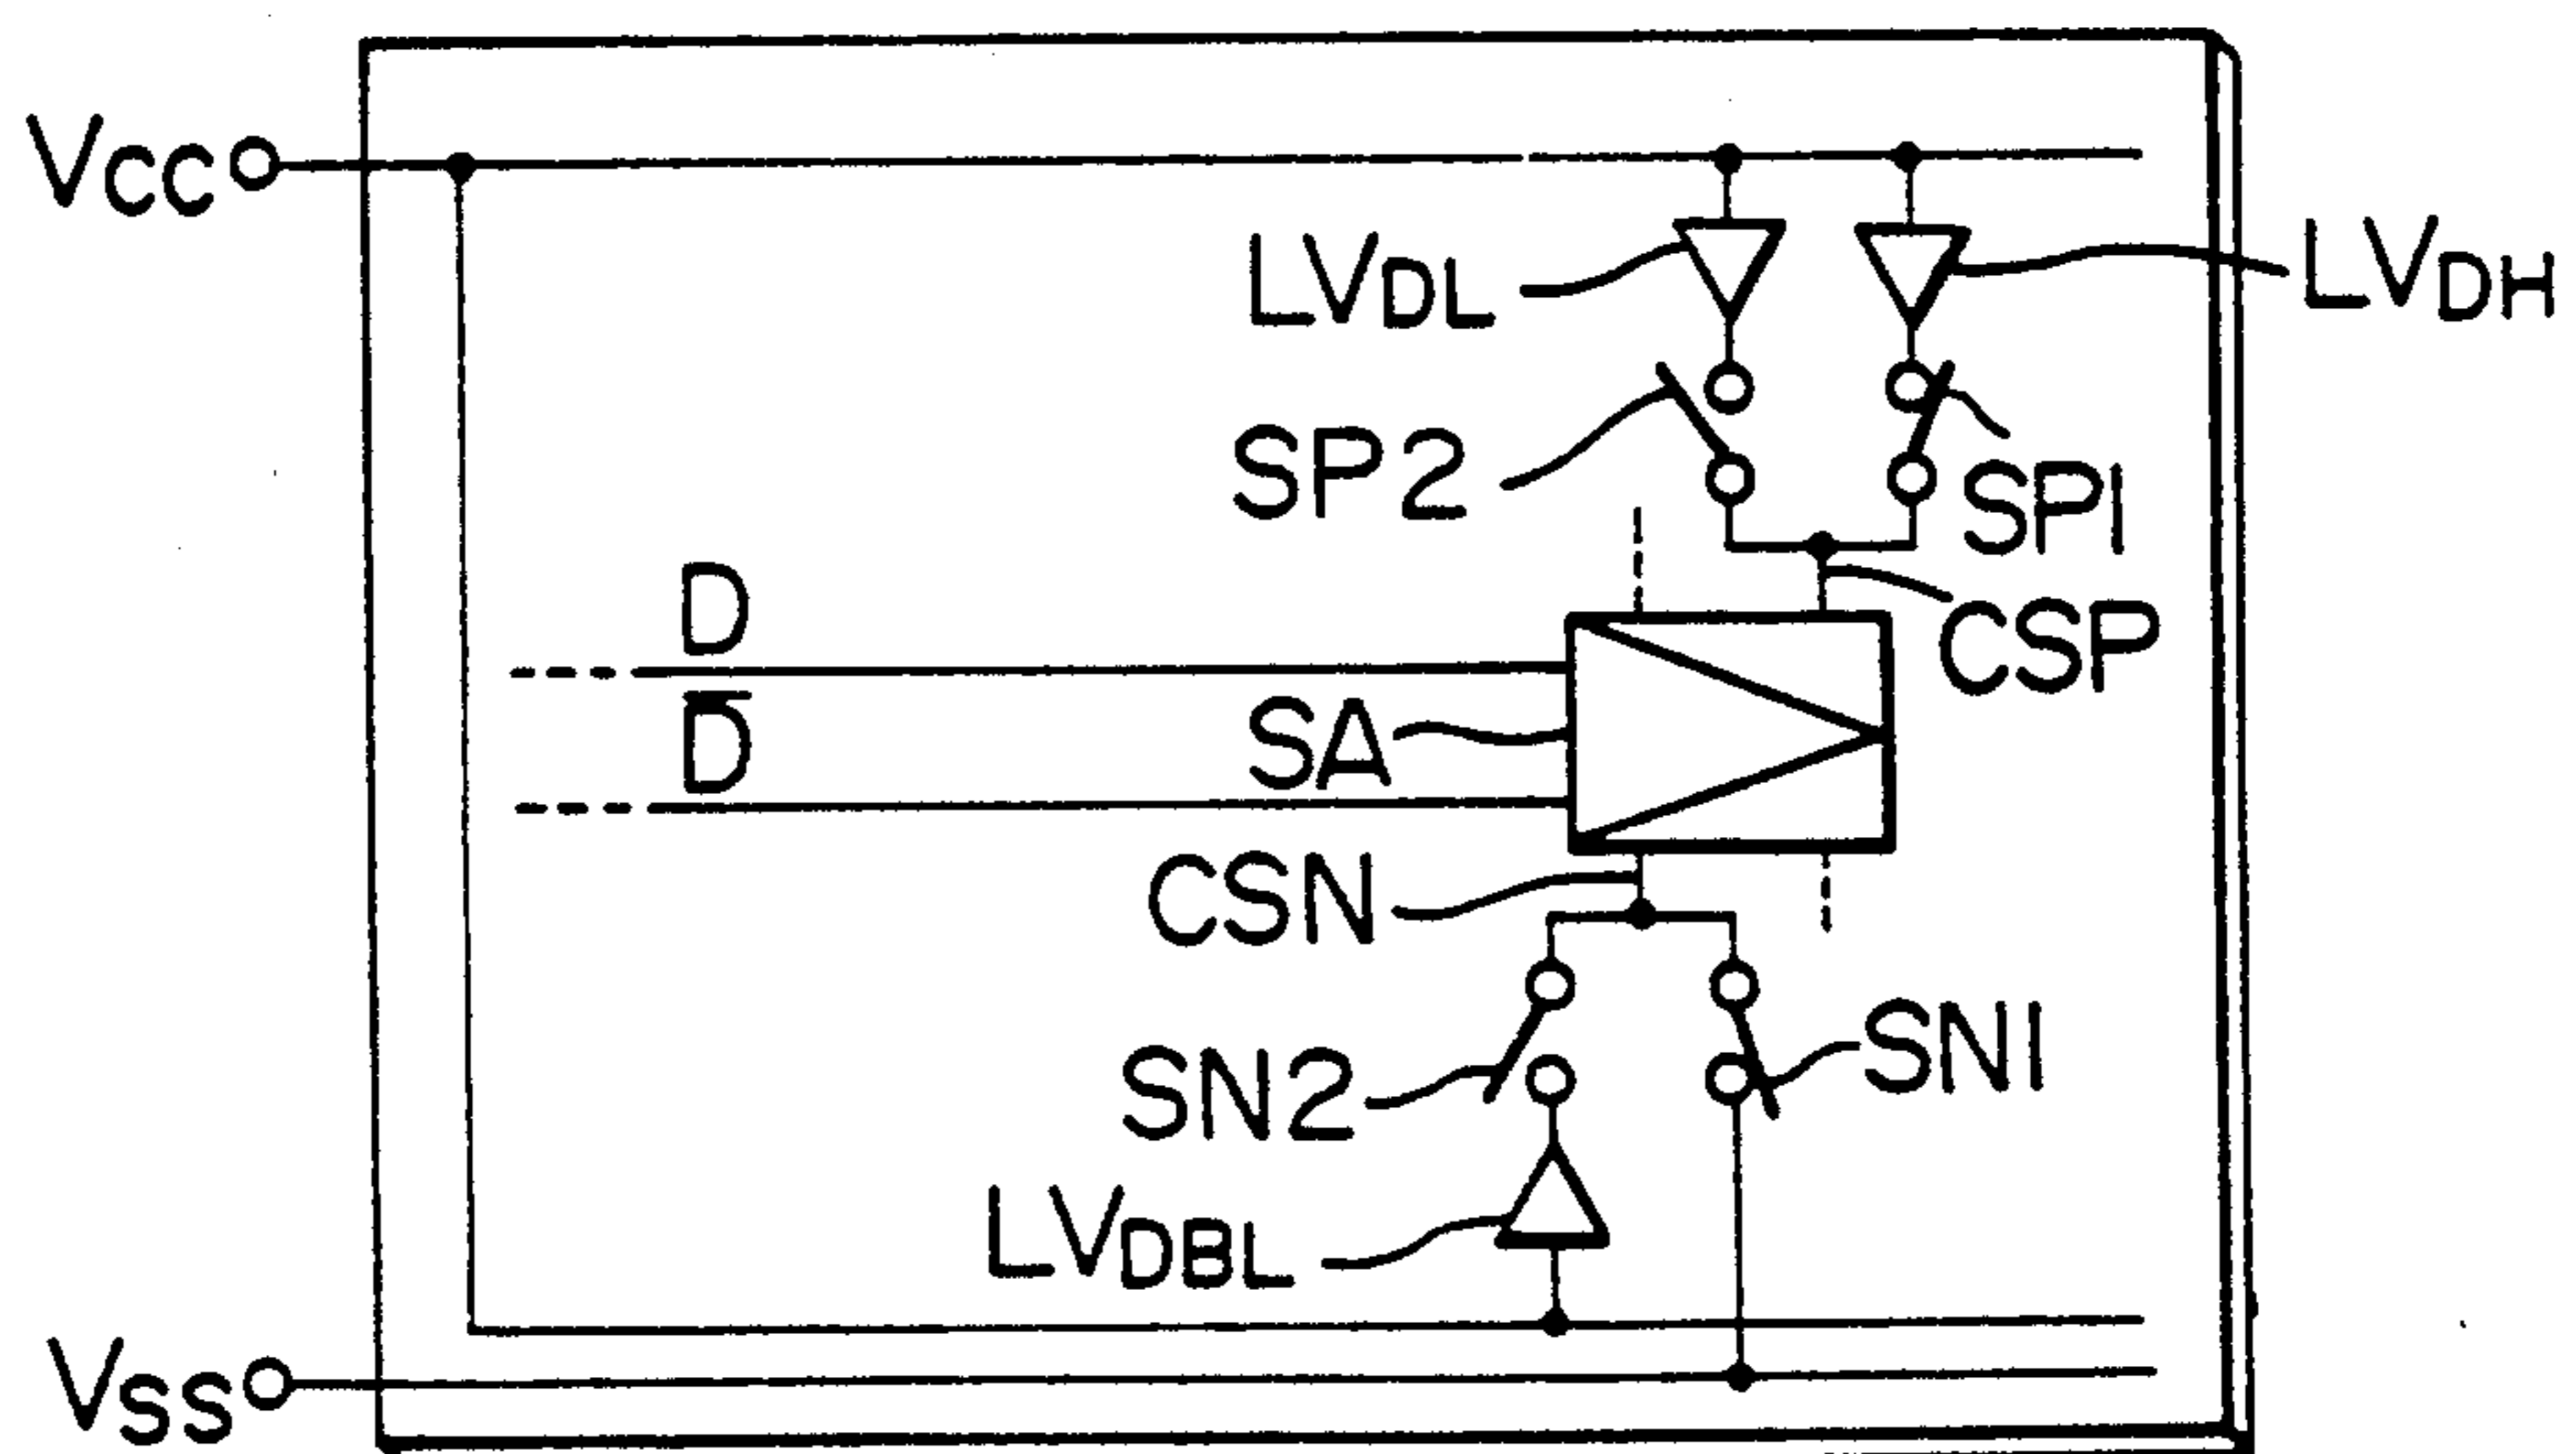 VCC
LVDL
LVDH
SP2
SP1
D
CSP
D̅
SA
CSN
SN2
SN1
LVDBL
VSS